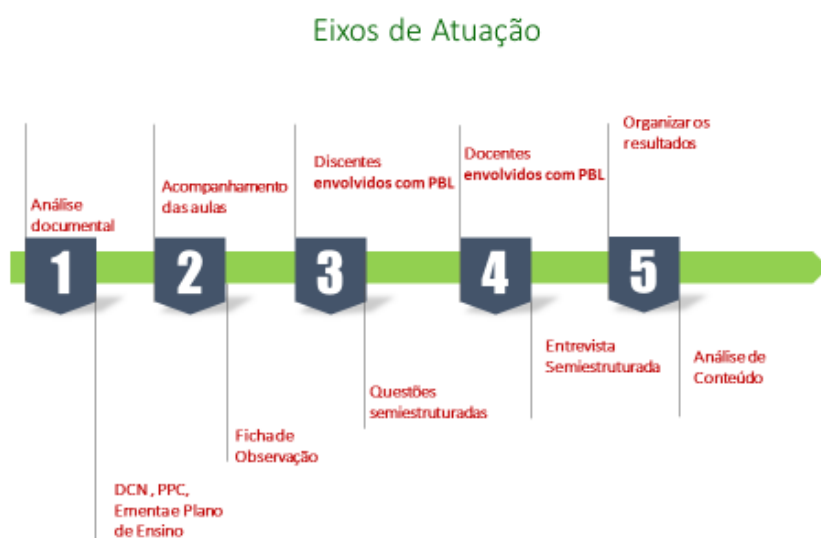 Eixos de Atuação
Análise
documental
1
DCN , PPC,
Ementa e Plano
de Ensino
Acompanhamento
das aulas
2
Ficha de
Observação
Discentes
envolvidos com PBL
3
Questões
semiestruturadas
Docentes
envolvidos com PBL
4
Entrevista
Semiestruturada
Organizar os
resultados
5
Análise de
Conteúdo